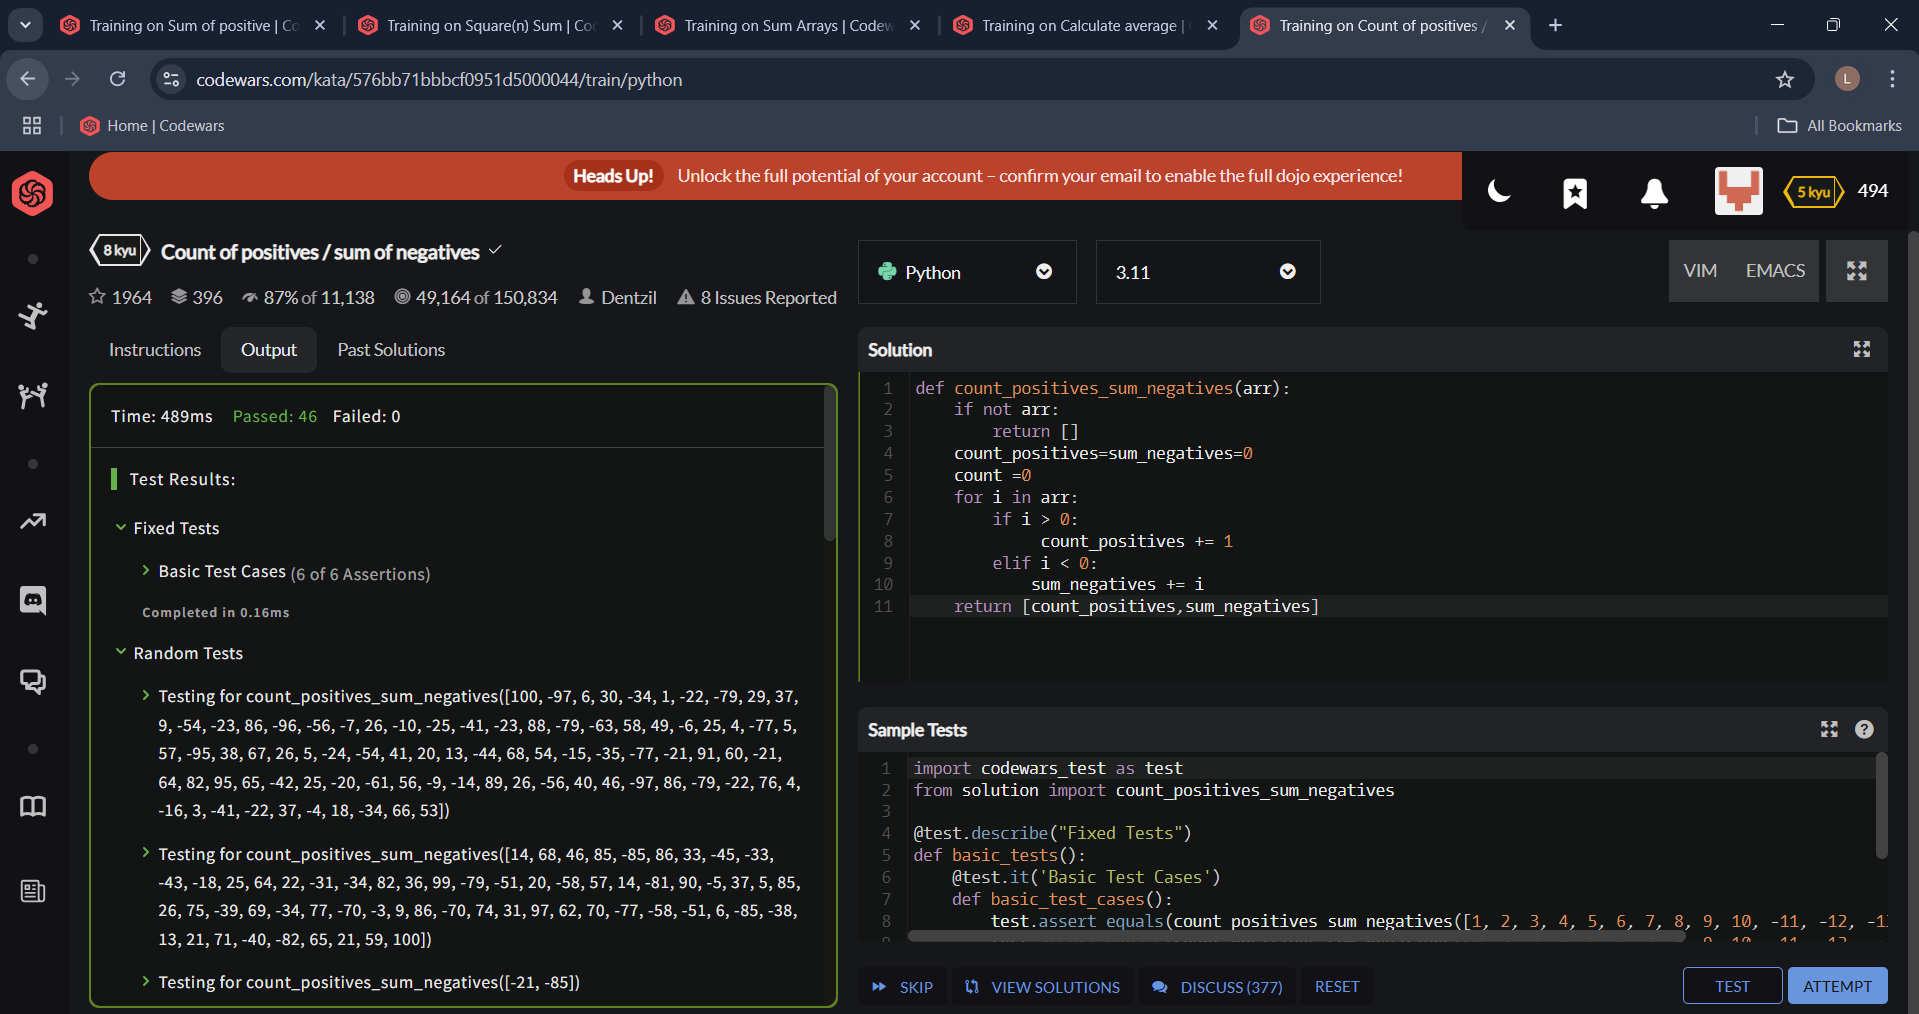 Training on Sum of positive | Co
Training on Square(n) Sum | Co
Training on Sum Arrays | Codew
Training on Calculate average |
Training on Count of positives /
codewars.com/kata/576bb71bbbcf0951d5000044/train/python
L
Home | Codewars
All Bookmarks
Heads Up! Unlock the full potential of your account – confirm your email to enable the full dojo experience!
5 kyu 494
8 kyu Count of positives / sum of negatives
1964 396 87% of 11,138 49,164 of 150,834 Dentzil 8 Issues Reported
Python
3.11
VIM EMACS
Instructions Output Past Solutions
Time: 489ms Passed: 46 Failed: 0
Test Results:
Fixed Tests
Basic Test Cases (6 of 6 Assertions)
Completed in 0.16ms
Random Tests
Testing for count_positives_sum_negatives([100, -97, 6, 30, -34, 1, -22, -79, 29, 37,
9, -54, -23, 86, -96, -56, -7, 26, -10, -25, -41, -23, 88, -79, -63, 58, 49, -6, 25, 4, -77, 5,
57, -95, 38, 67, 26, 5, -24, -54, 41, 20, 13, -44, 68, 54, -15, -35, -77, -21, 91, 60, -21,
64, 82, 95, 65, -42, 25, -20, -61, 56, -9, -14, 89, 26, -56, 40, 46, -97, 86, -79, -22, 76, 4,
-16, 3, -41, -22, 37, -4, 18, -34, 66, 53])
Testing for count_positives_sum_negatives([14, 68, 46, 85, -85, 86, 33, -45, -33,
-43, -18, 25, 64, 22, -31, -34, 82, 36, 99, -79, -51, 20, -58, 57, 14, -81, 90, -5, 37, 5, 85,
26, 75, -39, 69, -34, 77, -70, -3, 9, 86, -70, 74, 31, 97, 62, 70, -77, -58, -51, 6, -85, -38,
13, 21, 71, -40, -82, 65, 21, 59, 100])
Testing for count_positives_sum_negatives([-21, -85])
Solution
1 def count_positives_sum_negatives(arr):
2     if not arr:
3         return []
4     count_positives=sum_negatives=0
5     count =0
6     for i in arr:
7         if i > 0:
8              count_positives += 1
9         elif i < 0:
10             sum_negatives += i
11     return [count_positives,sum_negatives]
Sample Tests
1 import codewars_test as test
2 from solution import count_positives_sum_negatives
3
4 @test.describe("Fixed Tests")
5 def basic_tests():
6     @test.it('Basic Test Cases')
7     def basic_test_cases():
8         test.assert_equals(count_positives_sum_negatives([1, 2, 3, 4, 5, 6, 7, 8, 9, 10, -11, -12, -1
SKIP VIEW SOLUTIONS DISCUSS (377) RESET
TEST ATTEMPT